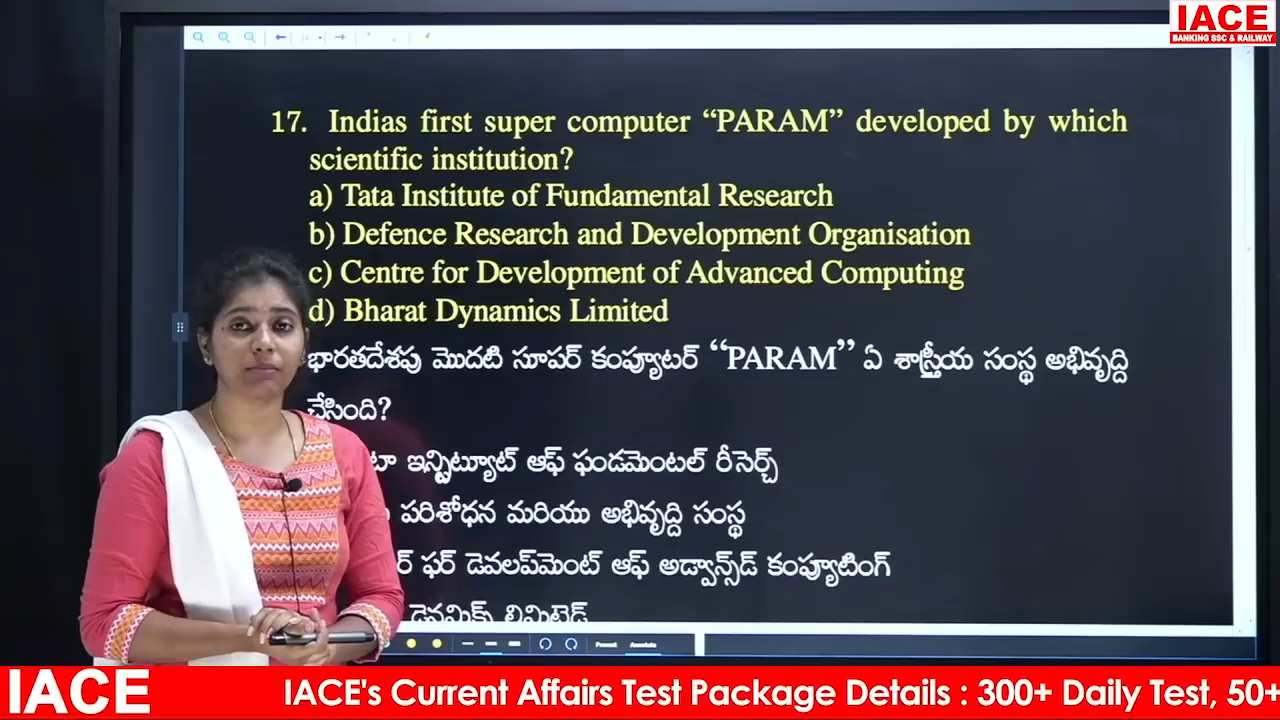 IACE
BANKING SSC & RAILWAY
17. Indias first super computer “PARAM” developed by which
scientific institution?
a) Tata Institute of Fundamental Research
b) Defence Research and Development Organisation
c) Centre for Development of Advanced Computing
d) Bharat Dynamics Limited
భారతదేశపు మొదటి సూపర్ కంప్యూటర్ “PARAM” ఏ శాస్త్రీయ సంస్థ అభివృద్ది
చేసింది?
టా ఇన్స్టిట్యూట్ ఆఫ్ ఫండమెంటల్ రీసెర్చ్
పరిశోధన మరియు అభివృద్ది సంస్థ
ర్ ఫర్ డెవలప్‌మెంట్ ఆఫ్ అడ్వాన్స్‌డ్ కంప్యూటింగ్
డైనమిక్స్ లిమిటెడ్
IACE IACE's Current Affairs Test Package Details : 300+ Daily Test, 50+